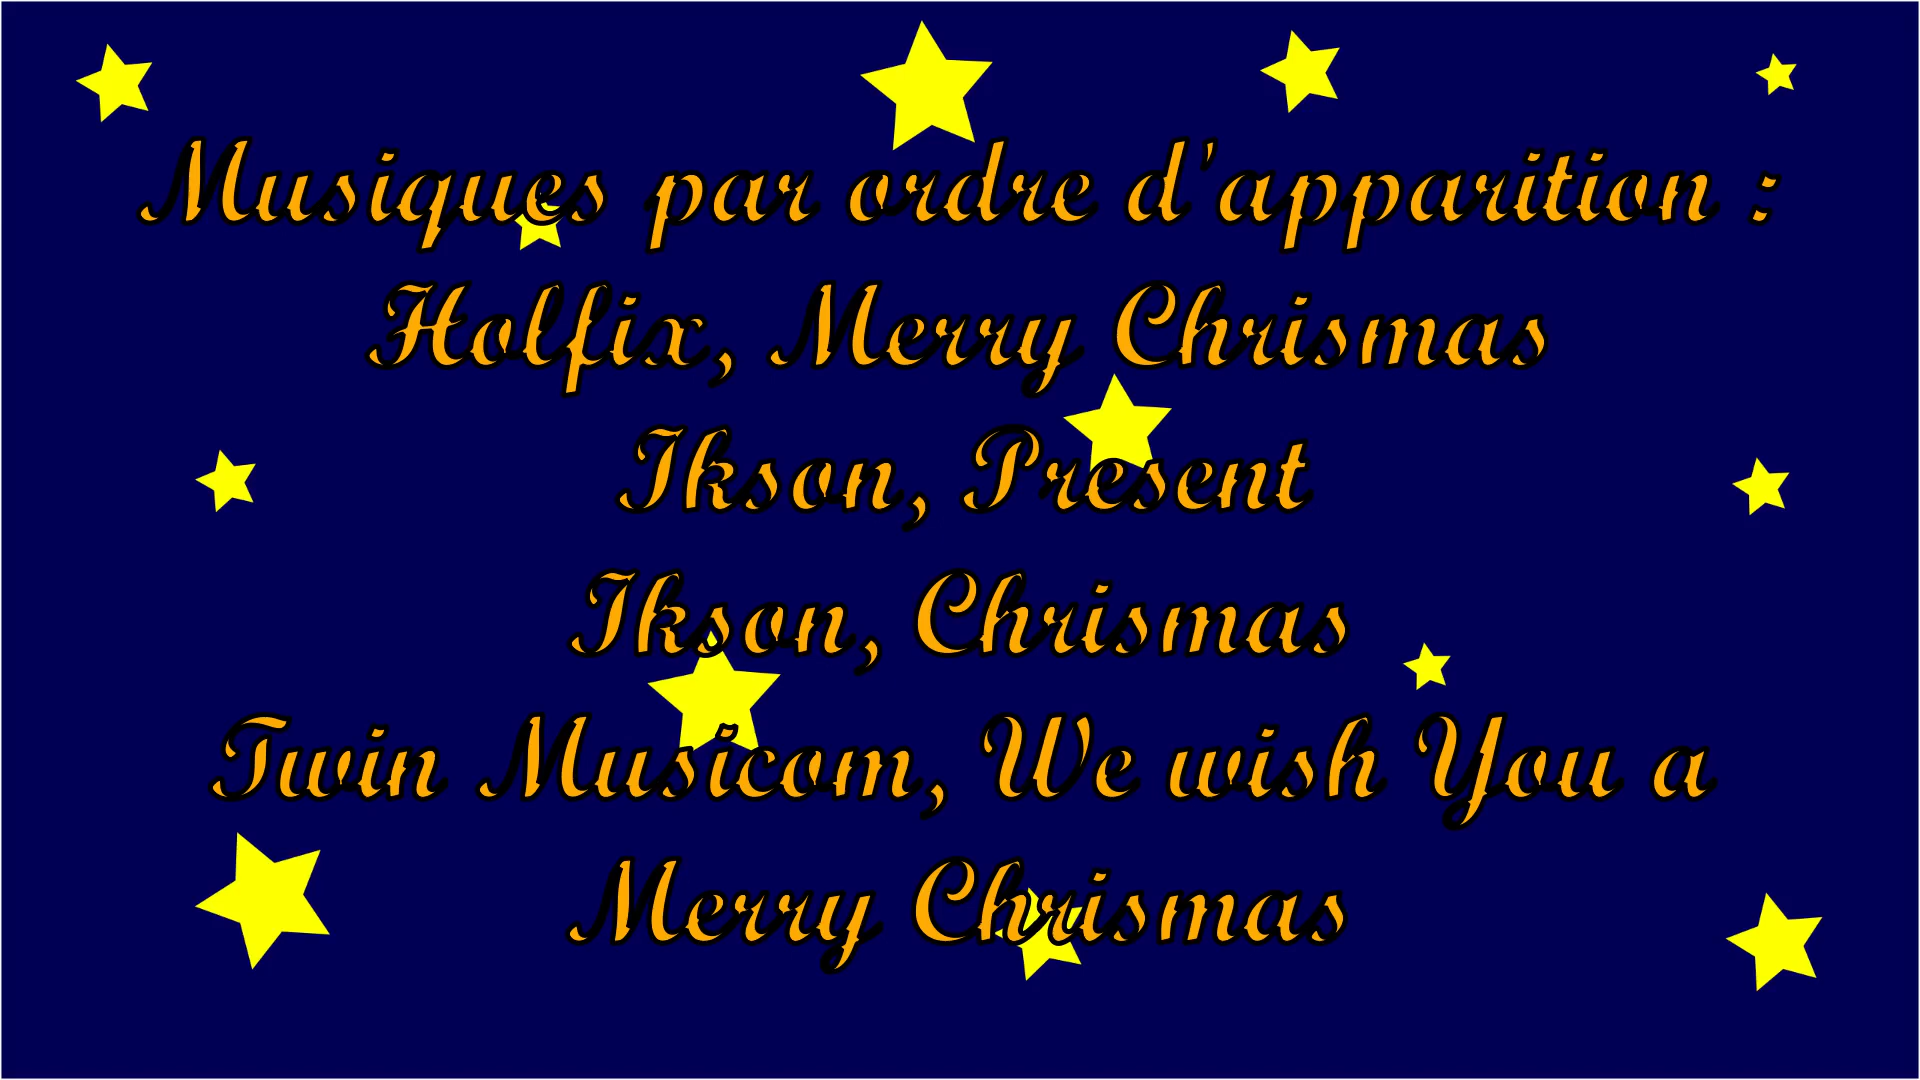 Musiques par ordre d'apparition :
Holfix, Merry Chrismas
Ikson, Present
Ikson, Chrismas
Twin Musicom, We wish You a
Merry Chrismas